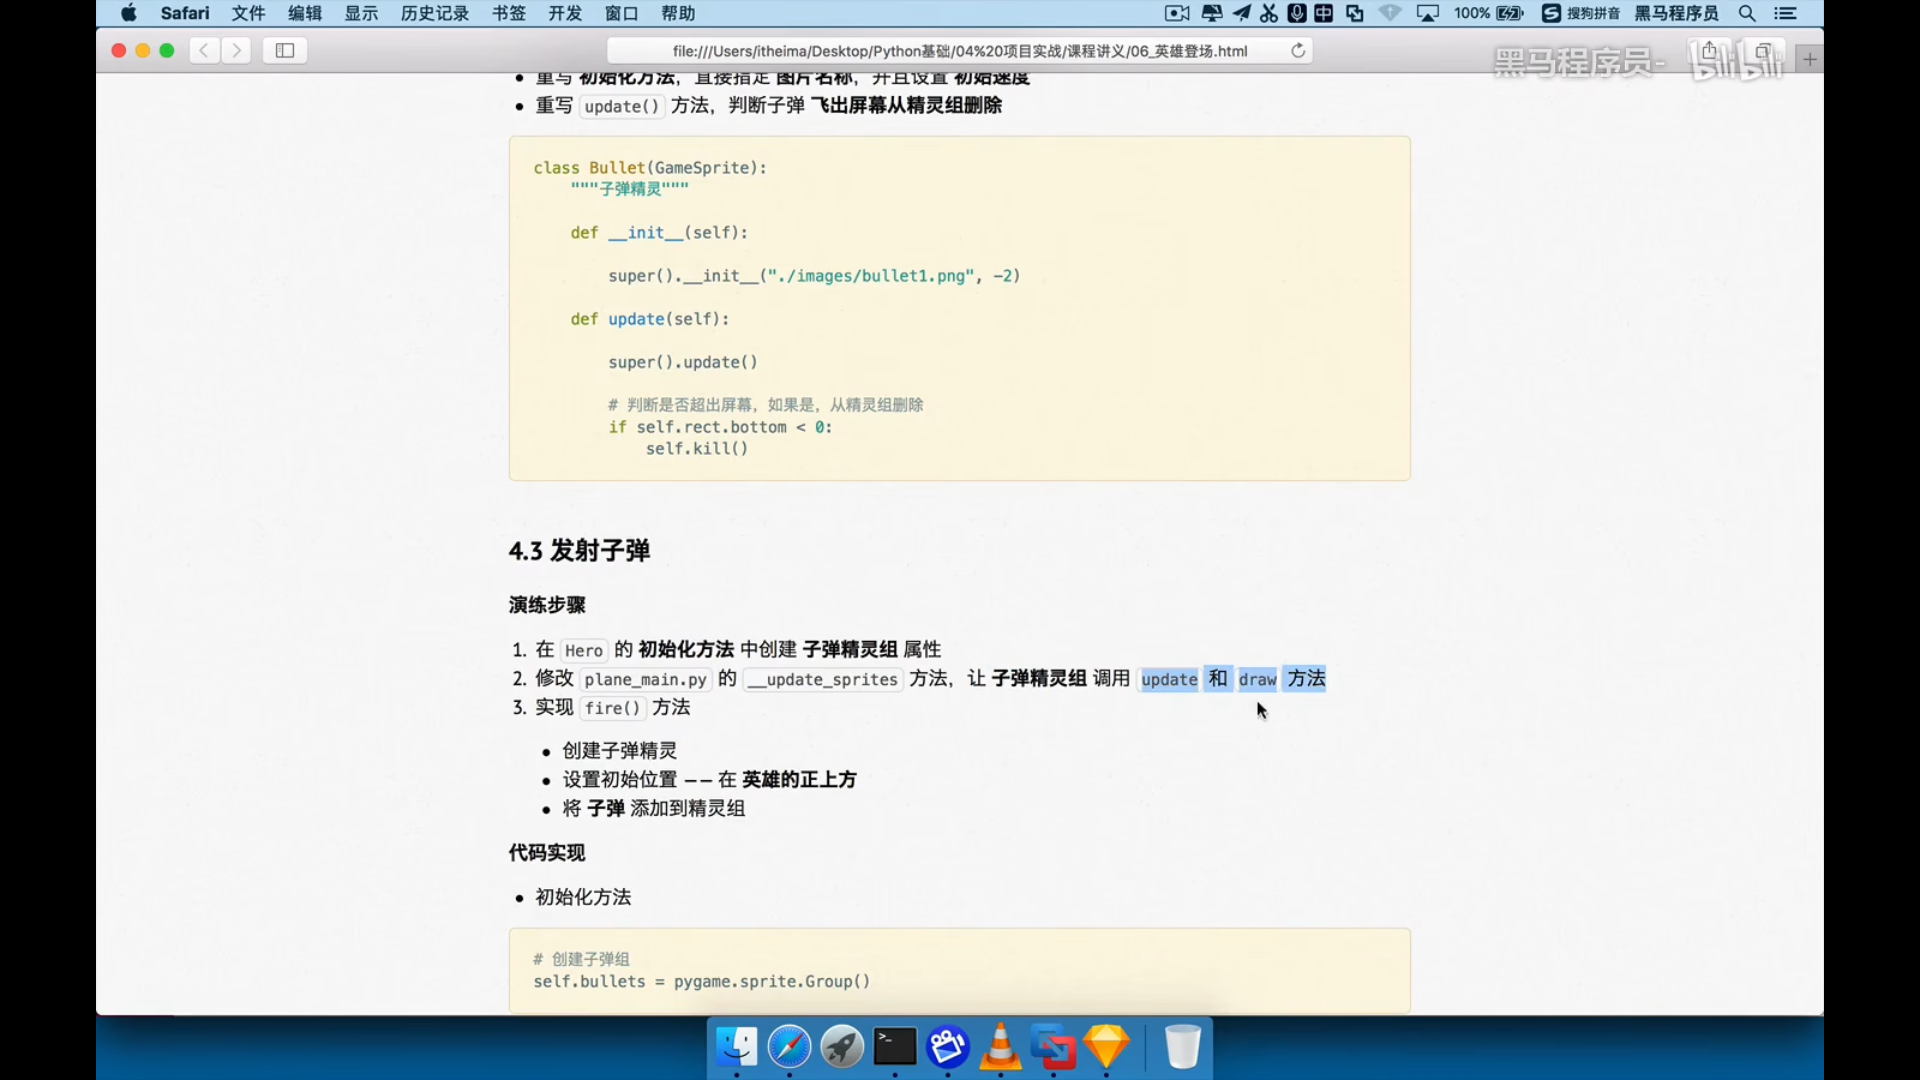 Safari 文件 编辑 显示 历史记录 书签 开发 窗口 帮助 100% 搜狗拼音 黑马程序员
file:///Users/itheima/Desktop/Python基础/04%20项目实战/课程讲义/06_英雄登场.html
黑马程序员- bilibili
重写 初始化方法，直接指定 图片名称，并且设置 初始速度
重写 update() 方法，判断子弹 飞出屏幕从精灵组删除
class Bullet(GameSprite):
"""子弹精灵"""
def __init__(self):
super().__init__("./images/bullet1.png", -2)
def update(self):
super().update()
# 判断是否超出屏幕，如果是，从精灵组删除
if self.rect.bottom < 0:
self.kill()
4.3 发射子弹
演练步骤
1. 在 Hero 的 初始化方法 中创建 子弹精灵组 属性
2. 修改 plane_main.py 的 __update_sprites 方法，让 子弹精灵组 调用 update 和 draw 方法
3. 实现 fire() 方法
创建子弹精灵
设置初始位置 —— 在 英雄的正上方
将 子弹 添加到精灵组
代码实现
初始化方法
# 创建子弹组
self.bullets = pygame.sprite.Group()